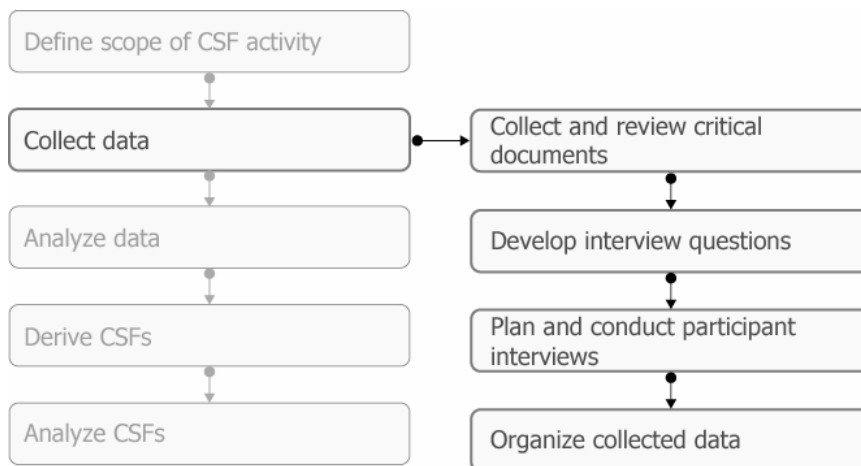 Define scope of CSF activity
Collect data
Analyze data
Derive CSFs
Analyze CSFs
Collect and review critical
documents
Develop interview questions
Plan and conduct participant
interviews
Organize collected data